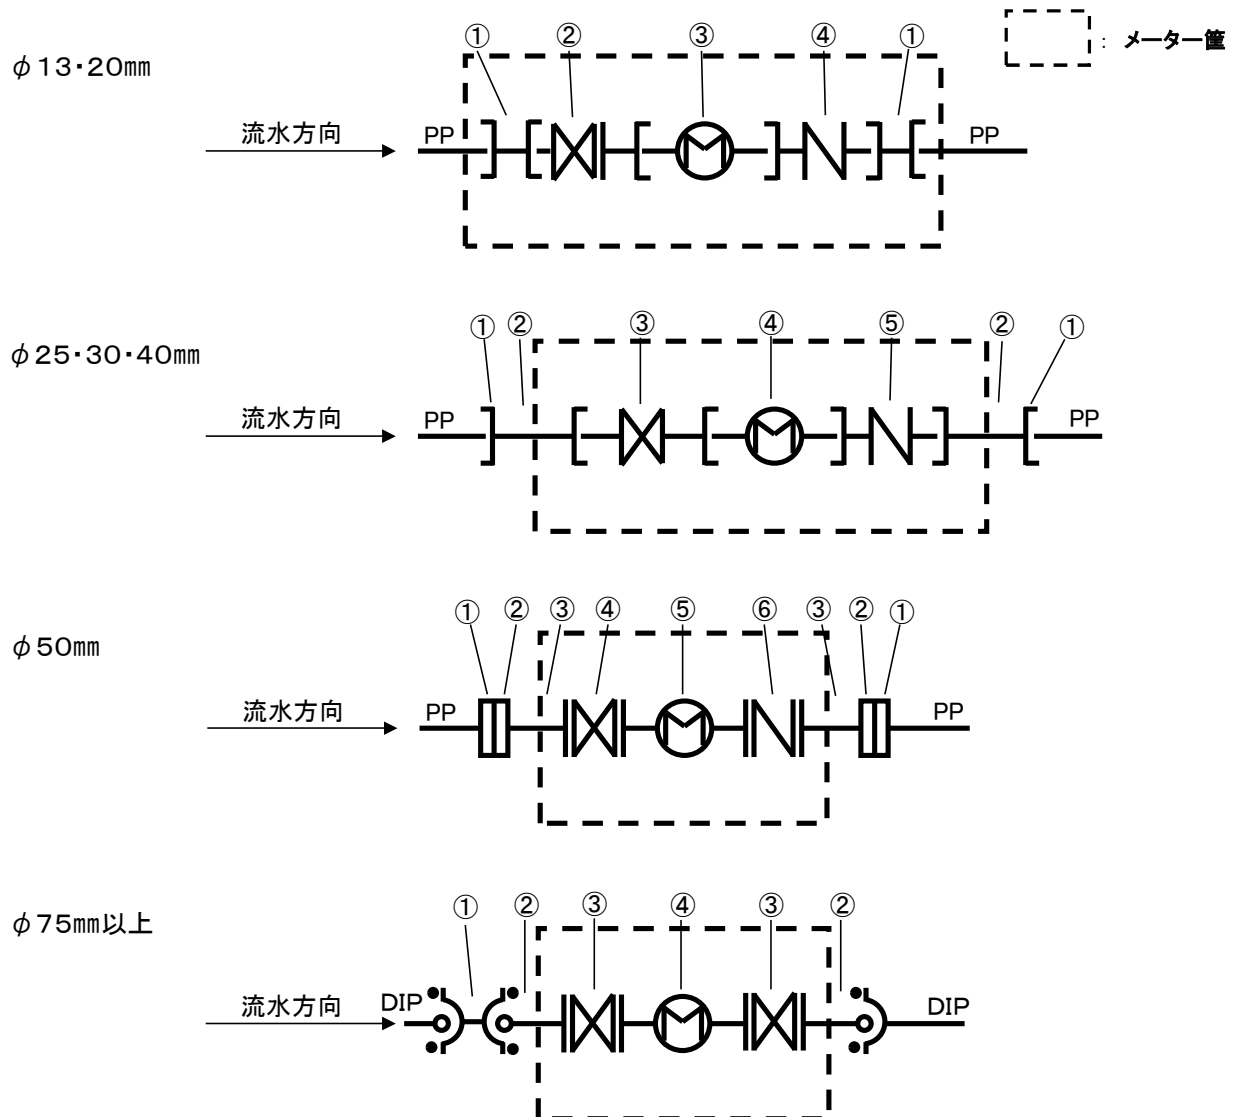 ① ② ③ ④ ① : メーター筐
φ13・20㎜
流水方向 PP PP
① ② ③ ④ ⑤ ② ①
φ25・30・40㎜
流水方向 PP PP
① ② ③ ④ ⑤ ⑥ ③ ② ①
φ50㎜
流水方向 PP PP
① ② ③ ④ ③ ②
φ75㎜以上
流水方向 DIP DIP